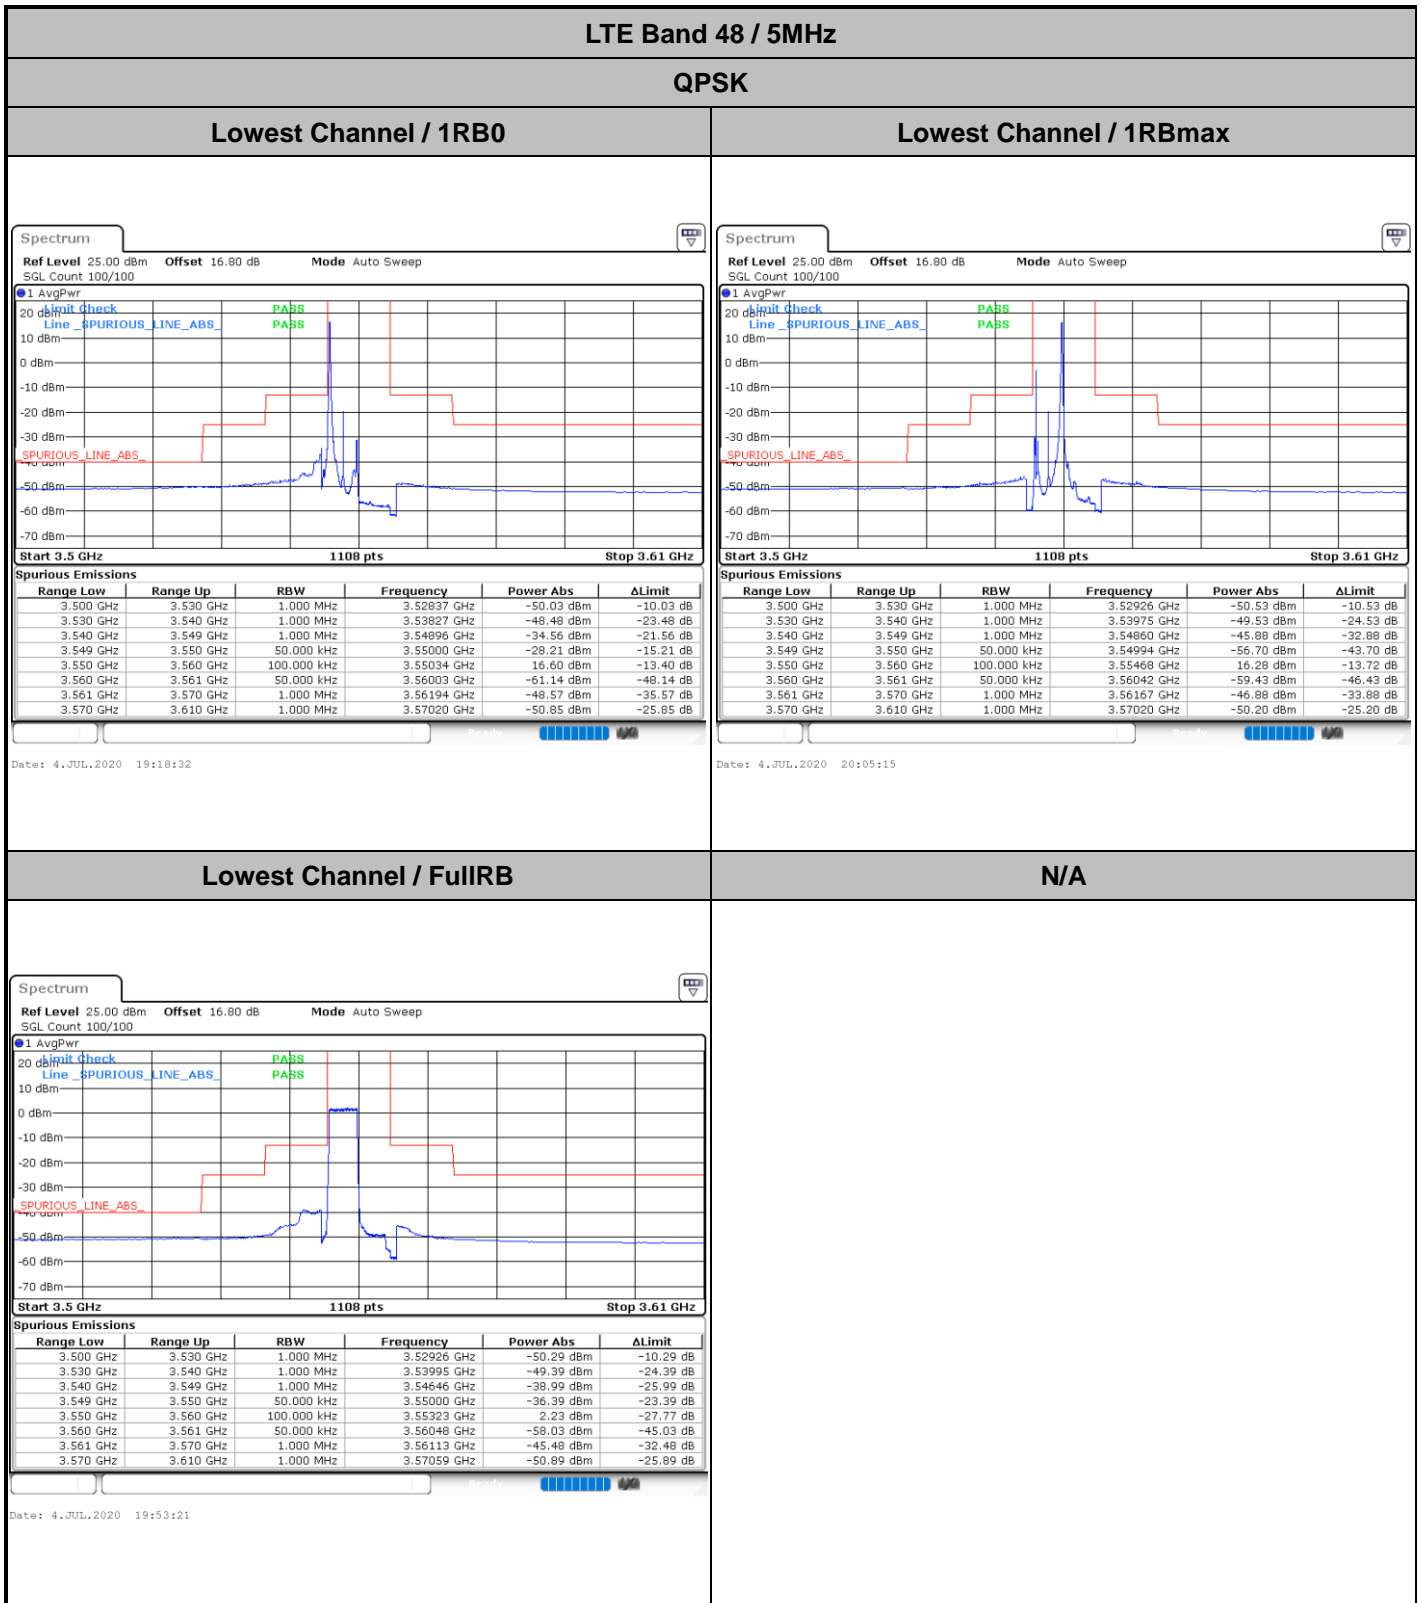 LTE Band 48 / 5MHz
QPSK
Lowest Channel / 1RB0
Lowest Channel / 1RBmax
Spectrum
Ref Level 25.00 dBm Offset 16.80 dB Mode Auto Sweep
SGL Count 100/100
1 AvgPwr
Limit Check PASS
Line _SPURIOUS_LINE_ABS_ PASS
20 dBm
10 dBm
0 dBm
-10 dBm
-20 dBm
-30 dBm
_SPURIOUS_LINE_ABS_
-40 dBm
-50 dBm
-60 dBm
-70 dBm
Start 3.5 GHz 1108 pts Stop 3.61 GHz
Spurious Emissions
Range Low Range Up RBW Frequency Power Abs ΔLimit
3.500 GHz 3.530 GHz 1.000 MHz 3.52837 GHz -50.03 dBm -10.03 dB
3.530 GHz 3.540 GHz 1.000 MHz 3.53827 GHz -48.48 dBm -23.48 dB
3.540 GHz 3.549 GHz 1.000 MHz 3.54896 GHz -34.56 dBm -21.56 dB
3.549 GHz 3.550 GHz 50.000 kHz 3.55000 GHz -28.21 dBm -15.21 dB
3.550 GHz 3.560 GHz 100.000 kHz 3.55034 GHz 16.60 dBm -13.40 dB
3.560 GHz 3.561 GHz 50.000 kHz 3.56003 GHz -61.14 dBm -48.14 dB
3.561 GHz 3.570 GHz 1.000 MHz 3.56194 GHz -48.57 dBm -35.57 dB
3.570 GHz 3.610 GHz 1.000 MHz 3.57020 GHz -50.85 dBm -25.85 dB
Ready
Date: 4.JUL.2020 19:18:32
Spectrum
Ref Level 25.00 dBm Offset 16.80 dB Mode Auto Sweep
SGL Count 100/100
1 AvgPwr
Limit Check PASS
Line _SPURIOUS_LINE_ABS_ PASS
20 dBm
10 dBm
0 dBm
-10 dBm
-20 dBm
-30 dBm
_SPURIOUS_LINE_ABS_
-40 dBm
-50 dBm
-60 dBm
-70 dBm
Start 3.5 GHz 1108 pts Stop 3.61 GHz
Spurious Emissions
Range Low Range Up RBW Frequency Power Abs ΔLimit
3.500 GHz 3.530 GHz 1.000 MHz 3.52926 GHz -50.53 dBm -10.53 dB
3.530 GHz 3.540 GHz 1.000 MHz 3.53975 GHz -49.53 dBm -24.53 dB
3.540 GHz 3.549 GHz 1.000 MHz 3.54860 GHz -45.88 dBm -32.88 dB
3.549 GHz 3.550 GHz 50.000 kHz 3.54994 GHz -56.70 dBm -43.70 dB
3.550 GHz 3.560 GHz 100.000 kHz 3.55468 GHz 16.28 dBm -13.72 dB
3.560 GHz 3.561 GHz 50.000 kHz 3.56042 GHz -59.43 dBm -46.43 dB
3.561 GHz 3.570 GHz 1.000 MHz 3.56167 GHz -46.88 dBm -33.88 dB
3.570 GHz 3.610 GHz 1.000 MHz 3.57020 GHz -50.20 dBm -25.20 dB
Ready
Date: 4.JUL.2020 20:05:15
Lowest Channel / FullRB
N/A
Spectrum
Ref Level 25.00 dBm Offset 16.80 dB Mode Auto Sweep
SGL Count 100/100
1 AvgPwr
Limit Check PASS
Line _SPURIOUS_LINE_ABS_ PASS
20 dBm
10 dBm
0 dBm
-10 dBm
-20 dBm
-30 dBm
_SPURIOUS_LINE_ABS_
-40 dBm
-50 dBm
-60 dBm
-70 dBm
Start 3.5 GHz 1108 pts Stop 3.61 GHz
Spurious Emissions
Range Low Range Up RBW Frequency Power Abs ΔLimit
3.500 GHz 3.530 GHz 1.000 MHz 3.52926 GHz -50.29 dBm -10.29 dB
3.530 GHz 3.540 GHz 1.000 MHz 3.53995 GHz -49.39 dBm -24.39 dB
3.540 GHz 3.549 GHz 1.000 MHz 3.54646 GHz -38.99 dBm -25.99 dB
3.549 GHz 3.550 GHz 50.000 kHz 3.55000 GHz -36.39 dBm -23.39 dB
3.550 GHz 3.560 GHz 100.000 kHz 3.55323 GHz 2.23 dBm -27.77 dB
3.560 GHz 3.561 GHz 50.000 kHz 3.56048 GHz -58.03 dBm -45.03 dB
3.561 GHz 3.570 GHz 1.000 MHz 3.56113 GHz -45.48 dBm -32.48 dB
3.570 GHz 3.610 GHz 1.000 MHz 3.57059 GHz -50.89 dBm -25.89 dB
Ready
Date: 4.JUL.2020 19:53:21